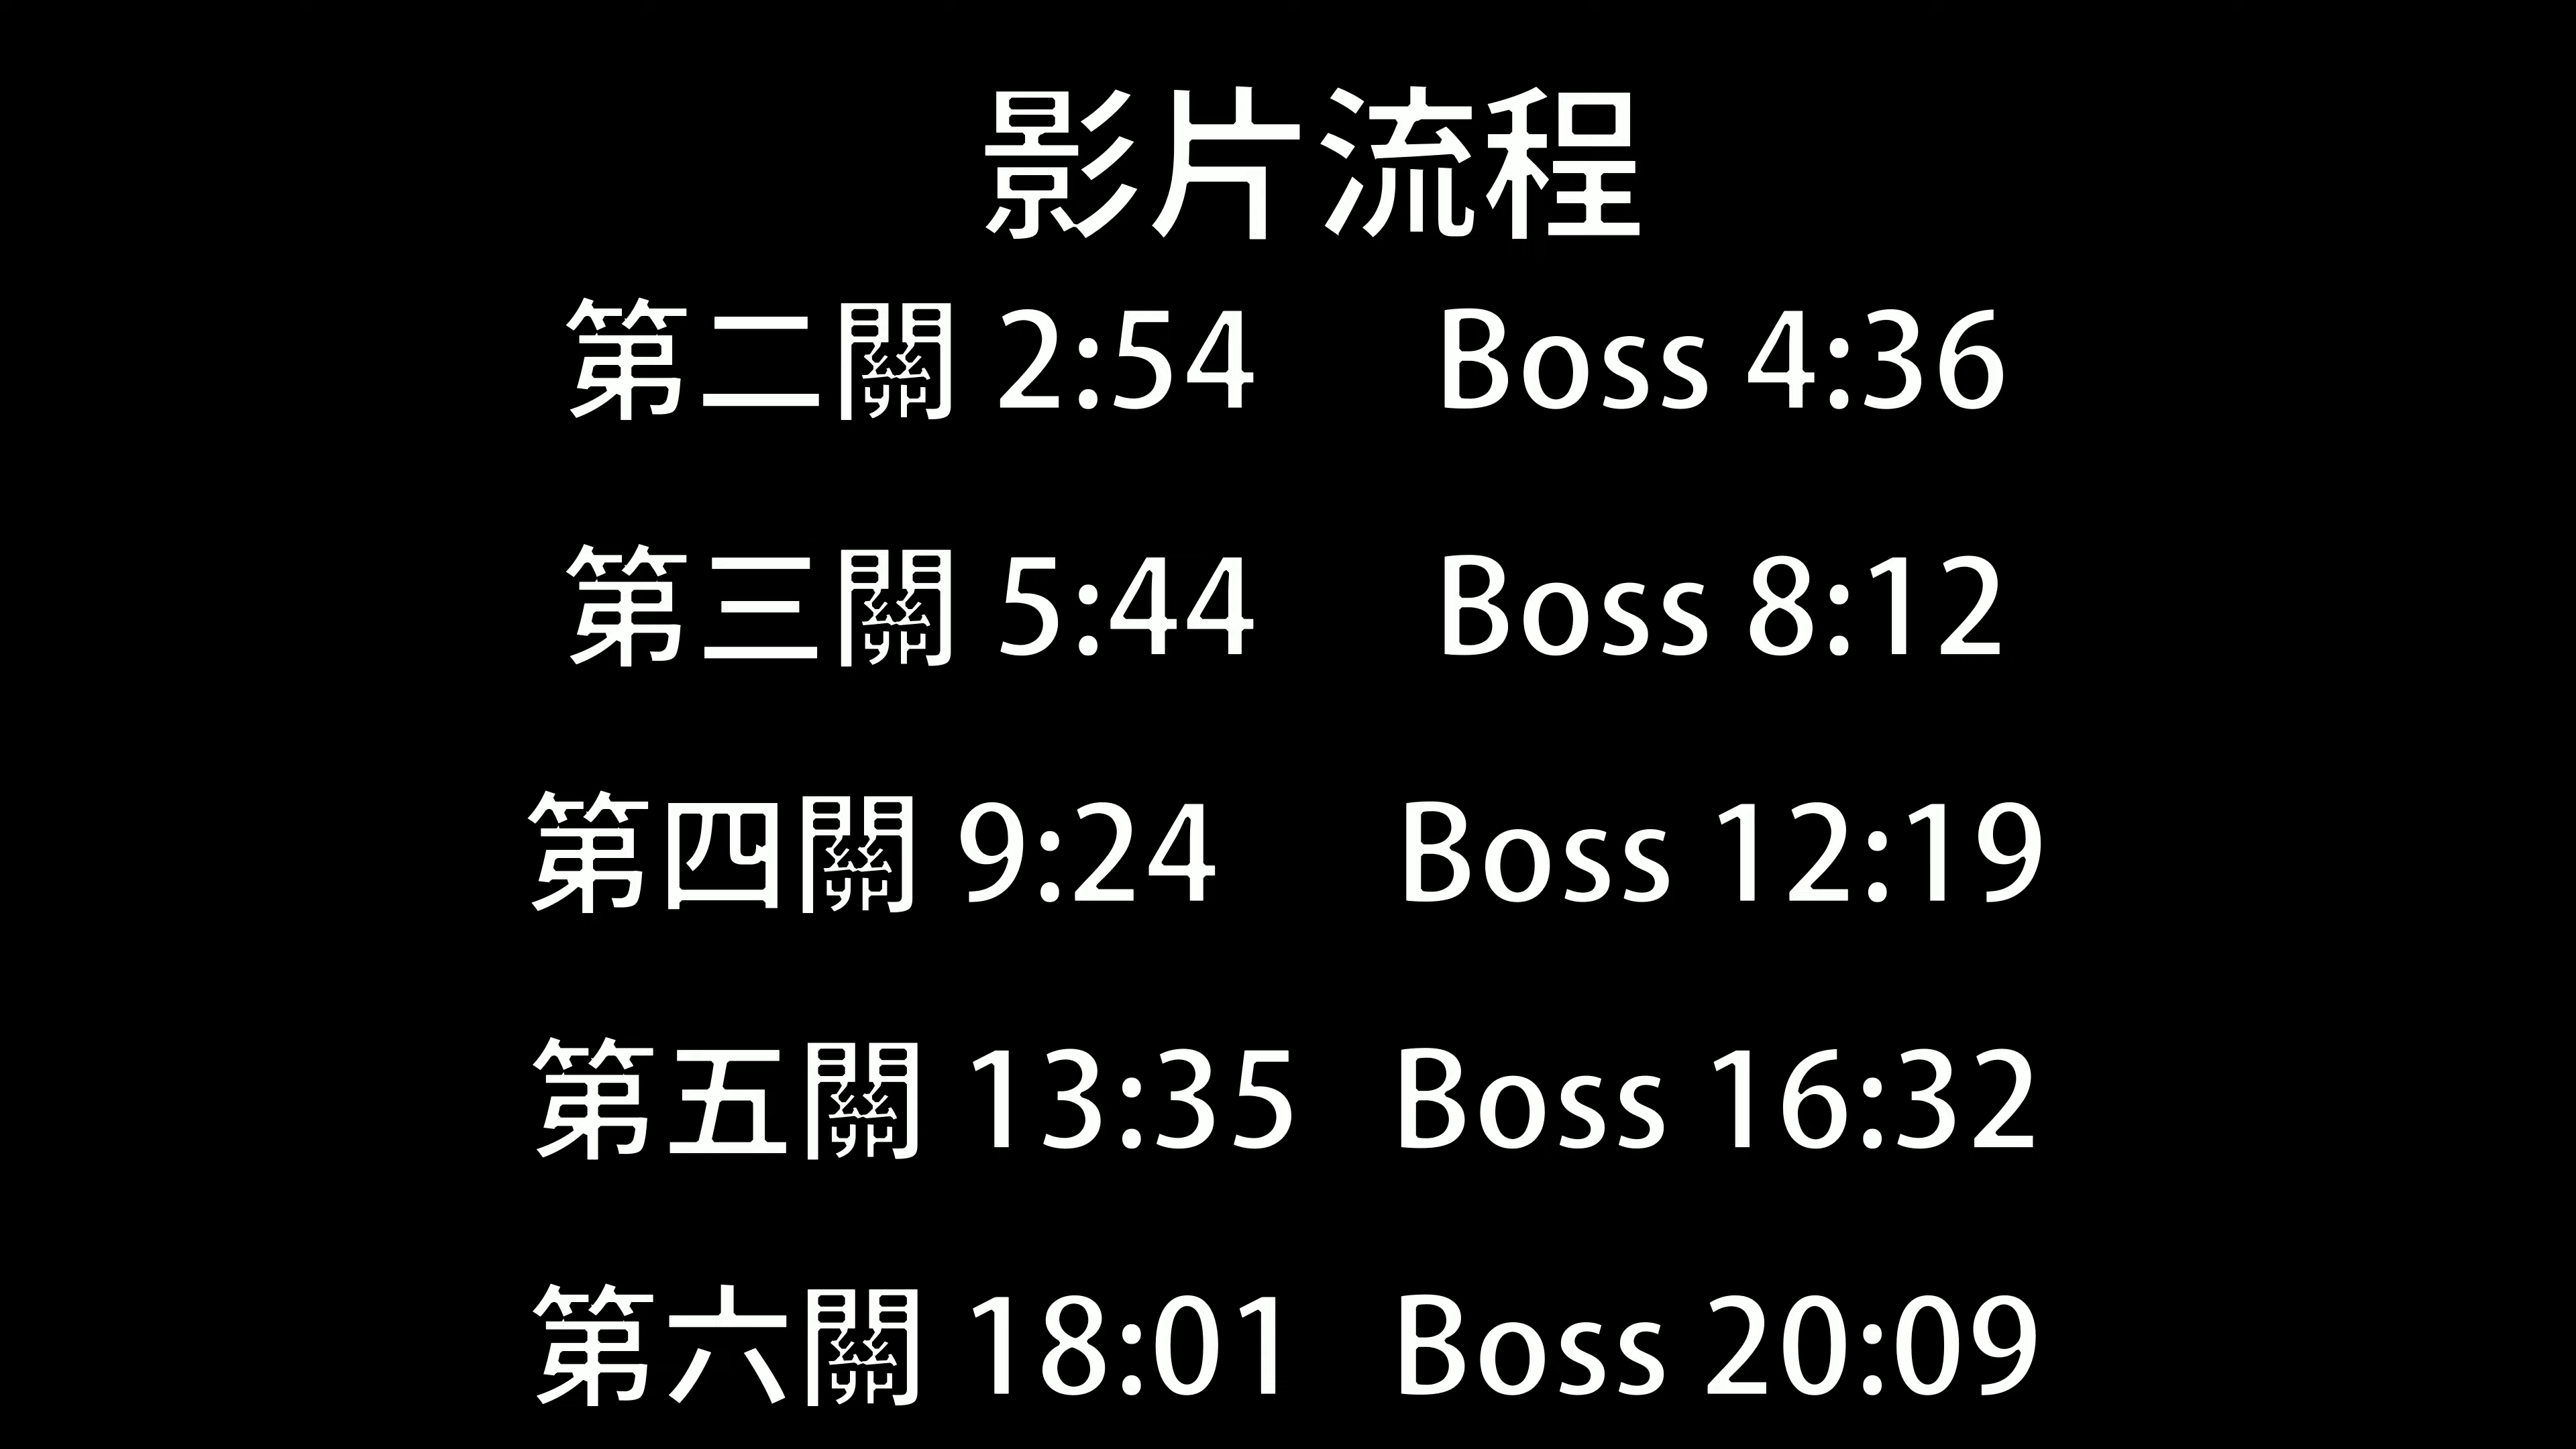 影片流程
第二關 2:54 Boss 4:36
第三關 5:44 Boss 8:12
第四關 9:24 Boss 12:19
第五關 13:35 Boss 16:32
第六關 18:01 Boss 20:09